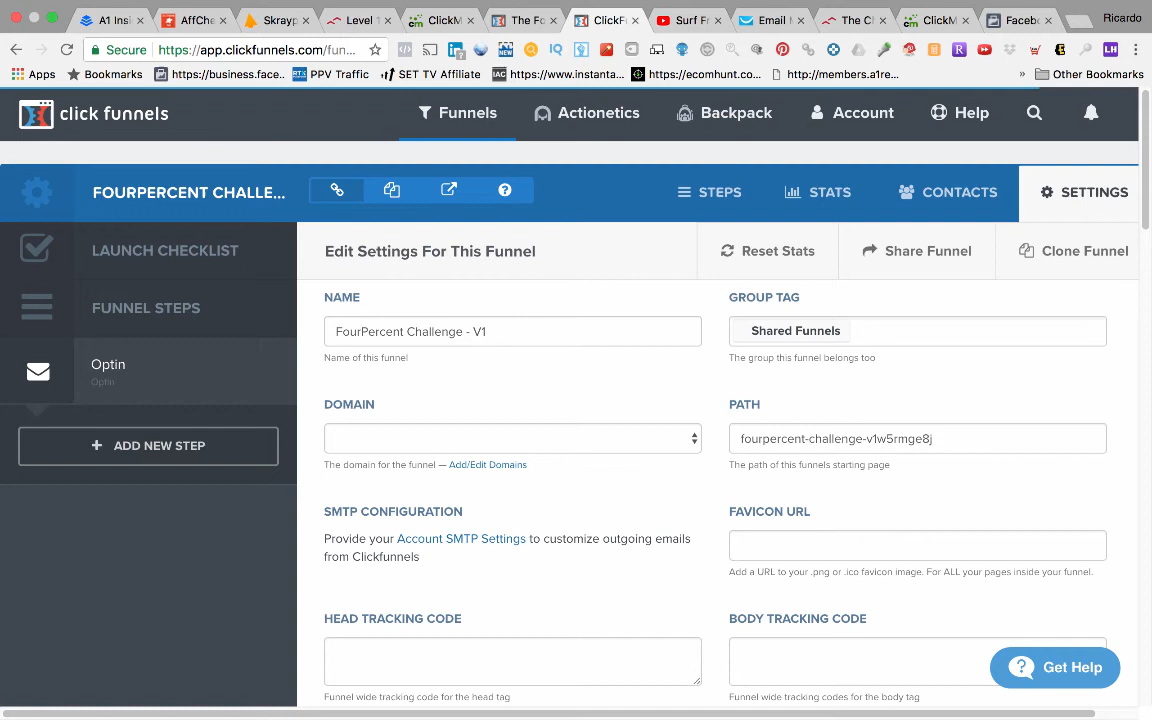 A1 Insi
AffChe
Skrayp
Level 1
ClickM
The Fo
ClickF
Surf Fr
Email M
The Cl
ClickM
Facebo
Ricardo
Secure https://app.clickfunnels.com/fun...
Apps
Bookmarks
https://business.face...
PPV Traffic
SET TV Affiliate
https://www.instanta...
https://ecomhunt.co...
http://members.a1re...
»
Other Bookmarks
click funnels
Funnels
Actionetics
Backpack
Account
Help
FOURPERCENT CHALLE...
STEPS
STATS
CONTACTS
SETTINGS
LAUNCH CHECKLIST
FUNNEL STEPS
Optin
Optin
+ ADD NEW STEP
Edit Settings For This Funnel
Reset Stats
Share Funnel
Clone Funnel
NAME
FourPercent Challenge - V1
Name of this funnel
GROUP TAG
Shared Funnels
The group this funnel belongs too
DOMAIN
The domain for the funnel — Add/Edit Domains
PATH
fourpercent-challenge-v1w5rmge8j
The path of this funnels starting page
SMTP CONFIGURATION
Provide your Account SMTP Settings to customize outgoing emails
from Clickfunnels
FAVICON URL
Add a URL to your .png or .ico favicon image. For ALL your pages inside your funnel.
HEAD TRACKING CODE
Funnel wide tracking code for the head tag
BODY TRACKING CODE
Funnel wide tracking codes for the body tag
Get Help